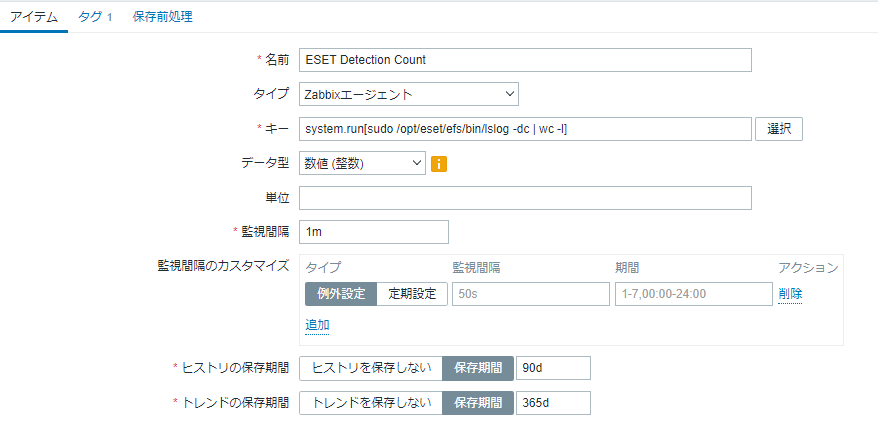 アイテム タグ 1 保存前処理
* 名前 ESET Detection Count
タイプ Zabbixエージェント
* キー system.run[sudo /opt/eset/efs/bin/lslog -dc | wc -l] 選択
データ型 数値 (整数) i
単位
* 監視間隔 1m
監視間隔のカスタマイズ タイプ 監視間隔 期間 アクション
例外設定 定期設定 50s 1-7,00:00-24:00 削除
追加
* ヒストリの保存期間 ヒストリを保存しない 保存期間 90d
* トレンドの保存期間 トレンドを保存しない 保存期間 365d